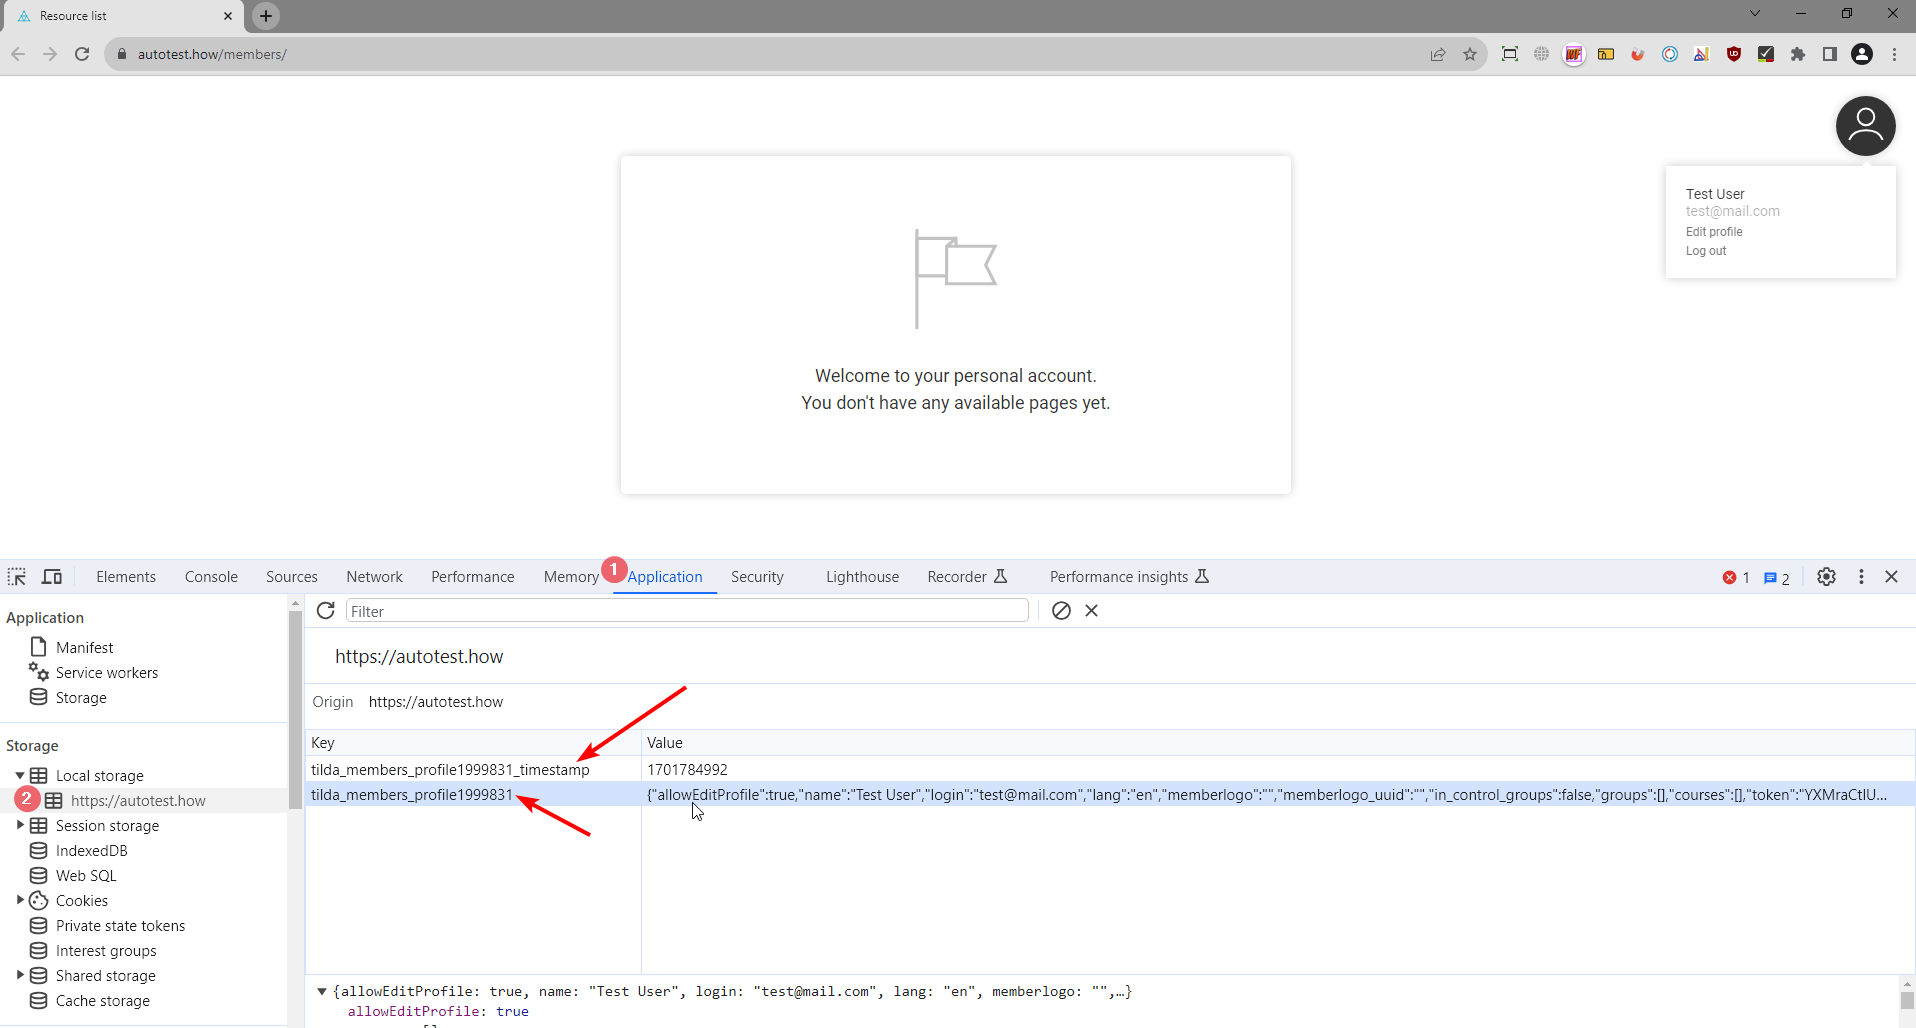 Resource list
autotest.how/members/
Test User
test@mail.com
Edit profile
Log out
Welcome to your personal account.
You don't have any available pages yet.
Elements Console Sources Network Performance Memory 1 Application Security Lighthouse Recorder Performance insights 1 2
Application
Manifest
Service workers
Storage
Storage
Local storage
2 https://autotest.how
Session storage
IndexedDB
Web SQL
Cookies
Private state tokens
Interest groups
Shared storage
Cache storage
Filter
https://autotest.how
Origin https://autotest.how
Key Value
tilda_members_profile1999831_timestamp 1701784992
tilda_members_profile1999831 {"allowEditProfile":true,"name":"Test User","login":"test@mail.com","lang":"en","memberlogo":"","memberlogo_uuid":"","in_control_groups":false,"groups":[],"courses":[],"token":"YXMraCtlU…
{allowEditProfile: true, name: "Test User", login: "test@mail.com", lang: "en", memberlogo: "",…}
allowEditProfile: true